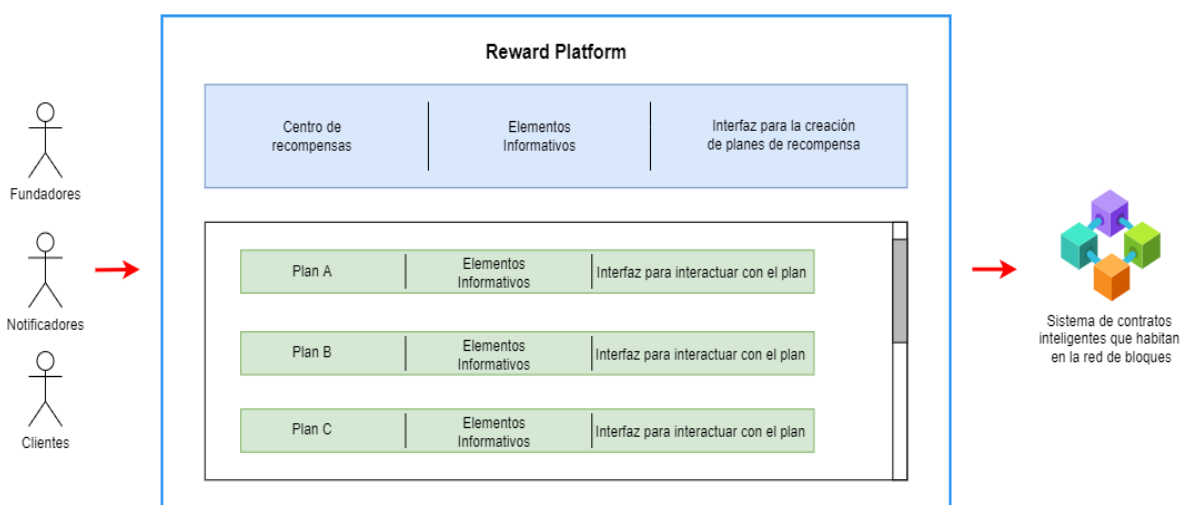 Reward Platform
Centro de
recompensas
Elementos
Informativos
Interfaz para la creación
de planes de recompensa
Fundadores
Notificadores
Clientes
Plan A
Elementos
Informativos
Interfaz para interactuar con el plan
Plan B
Elementos
Informativos
Interfaz para interactuar con el plan
Plan C
Elementos
Informativos
Interfaz para interactuar con el plan
Sistema de contratos
inteligentes que habitan
en la red de bloques